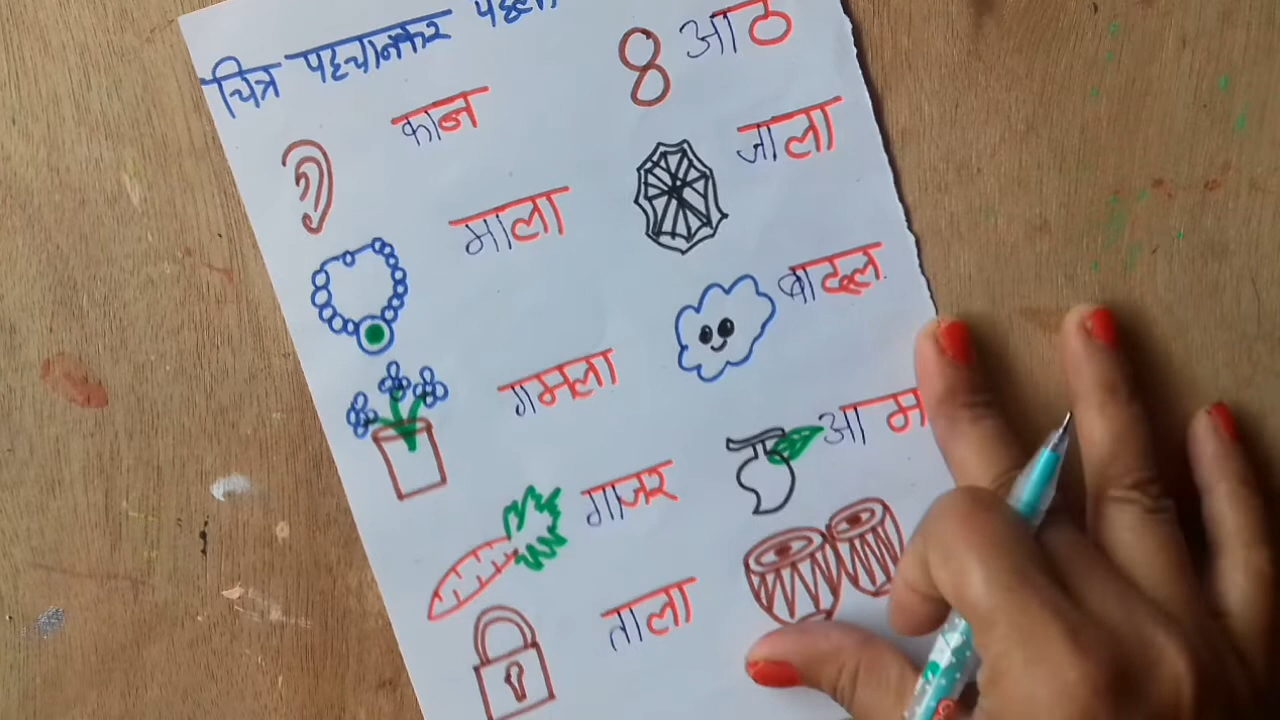 चित्र पहचानकर
कान
8 आठ
माला
जाला
गमला
बादल
गाजर
आम
ताला